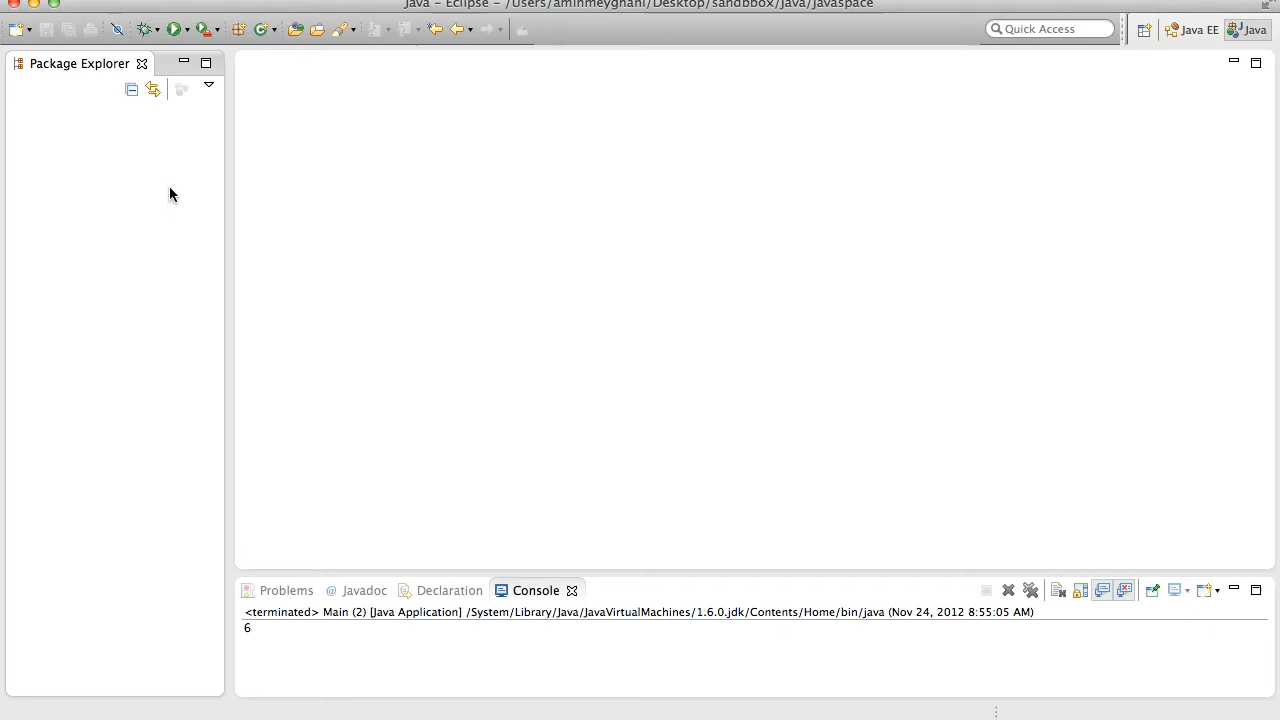 Java - Eclipse - /Users/aminmeyghani/Desktop/sandbbox/java/javaspace
Quick Access
Java EE
Java
Package Explorer
Problems
@ Javadoc
Declaration
Console
<terminated> Main (2) [Java Application] /System/Library/Java/JavaVirtualMachines/1.6.0.jdk/Contents/Home/bin/java (Nov 24, 2012 8:55:05 AM)
6